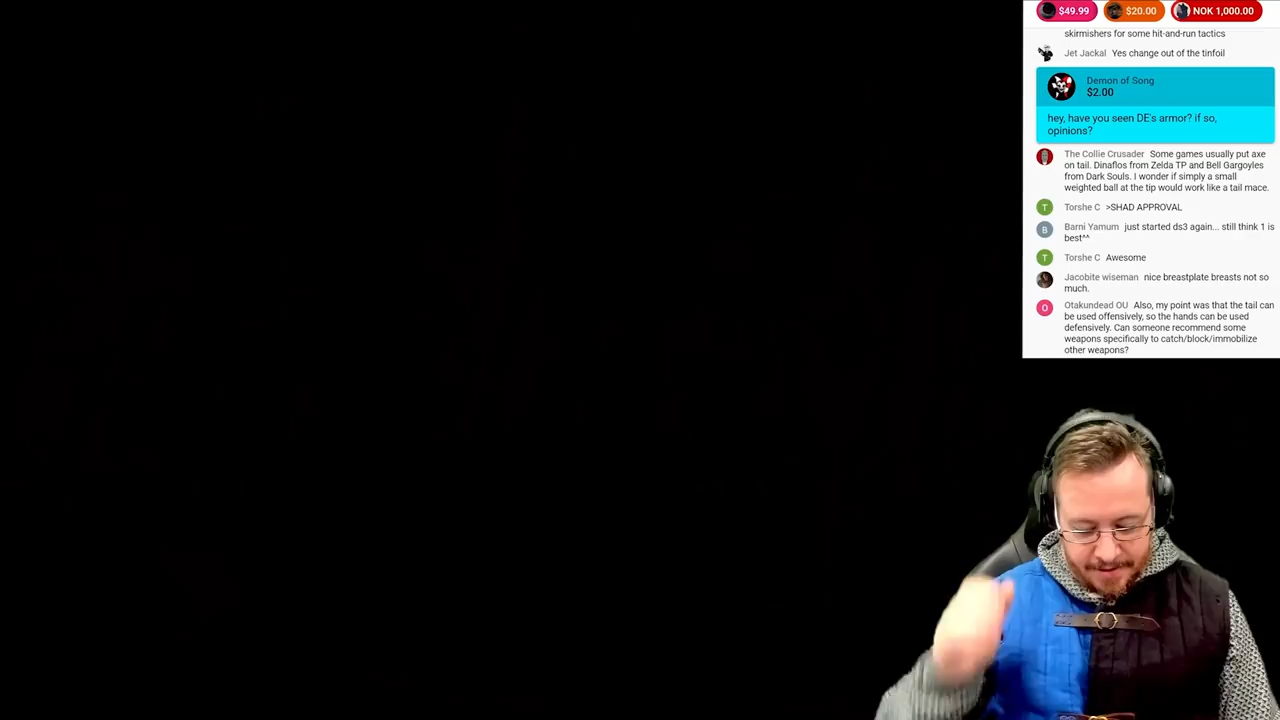 $49.99 $20.00 NOK 1,000.00
skirmishers for some hit-and-run tactics
Jet Jackal Yes change out of the tinfoil
Demon of Song
$2.00
hey, have you seen DE's armor? if so,
opinions?
The Collie Crusader Some games usually put axe
on tail. Dinaflos from Zelda TP and Bell Gargoyles
from Dark Souls. I wonder if simply a small
weighted ball at the tip would work like a tail mace.
T Torshe C >SHAD APPROVAL
B Barni Yamum just started ds3 again... still think 1 is
best^^
T Torshe C Awesome
Jacobite wiseman nice breastplate breasts not so
much.
O Otakundead OU Also, my point was that the tail can
be used offensively, so the hands can be used
defensively. Can someone recommend some
weapons specifically to catch/block/immobilize
other weapons?